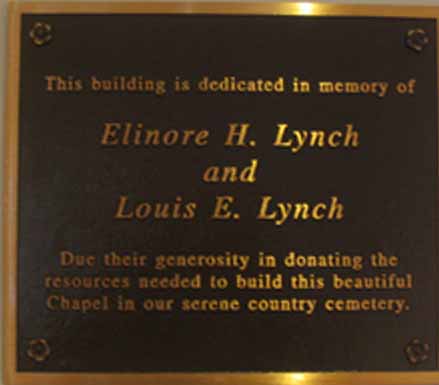 This building is dedicated in memory of
Elinore H. Lynch
and
Louis E. Lynch
Due their generosity in donating the
resources needed to build this beautiful
Chapel in our serene country cemetery.